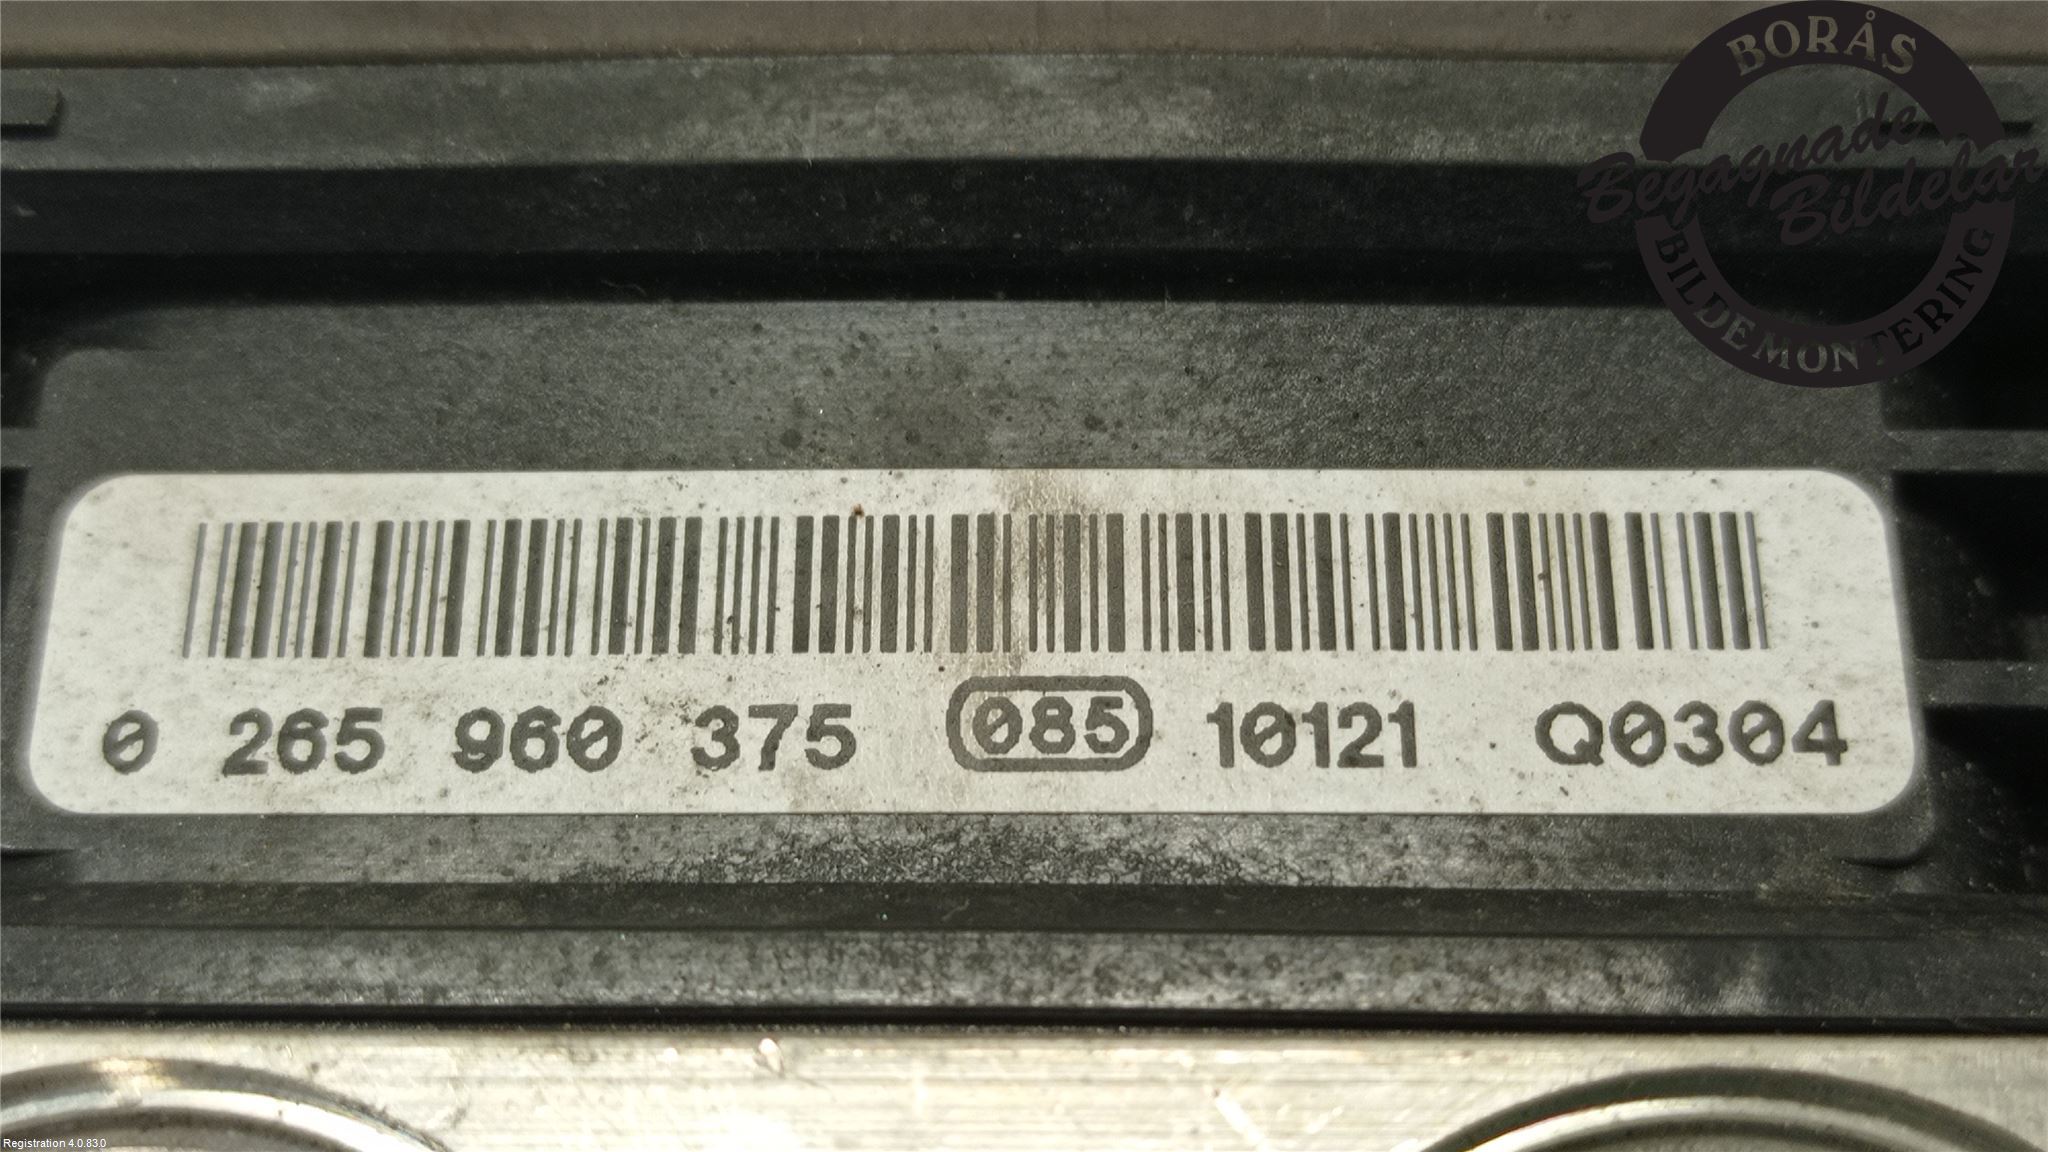 BORÅS
Begagnade
Bildelar
BILDEMONTERING
0 265 960 375 085 10121 Q0304
Registration 4.0.83.0